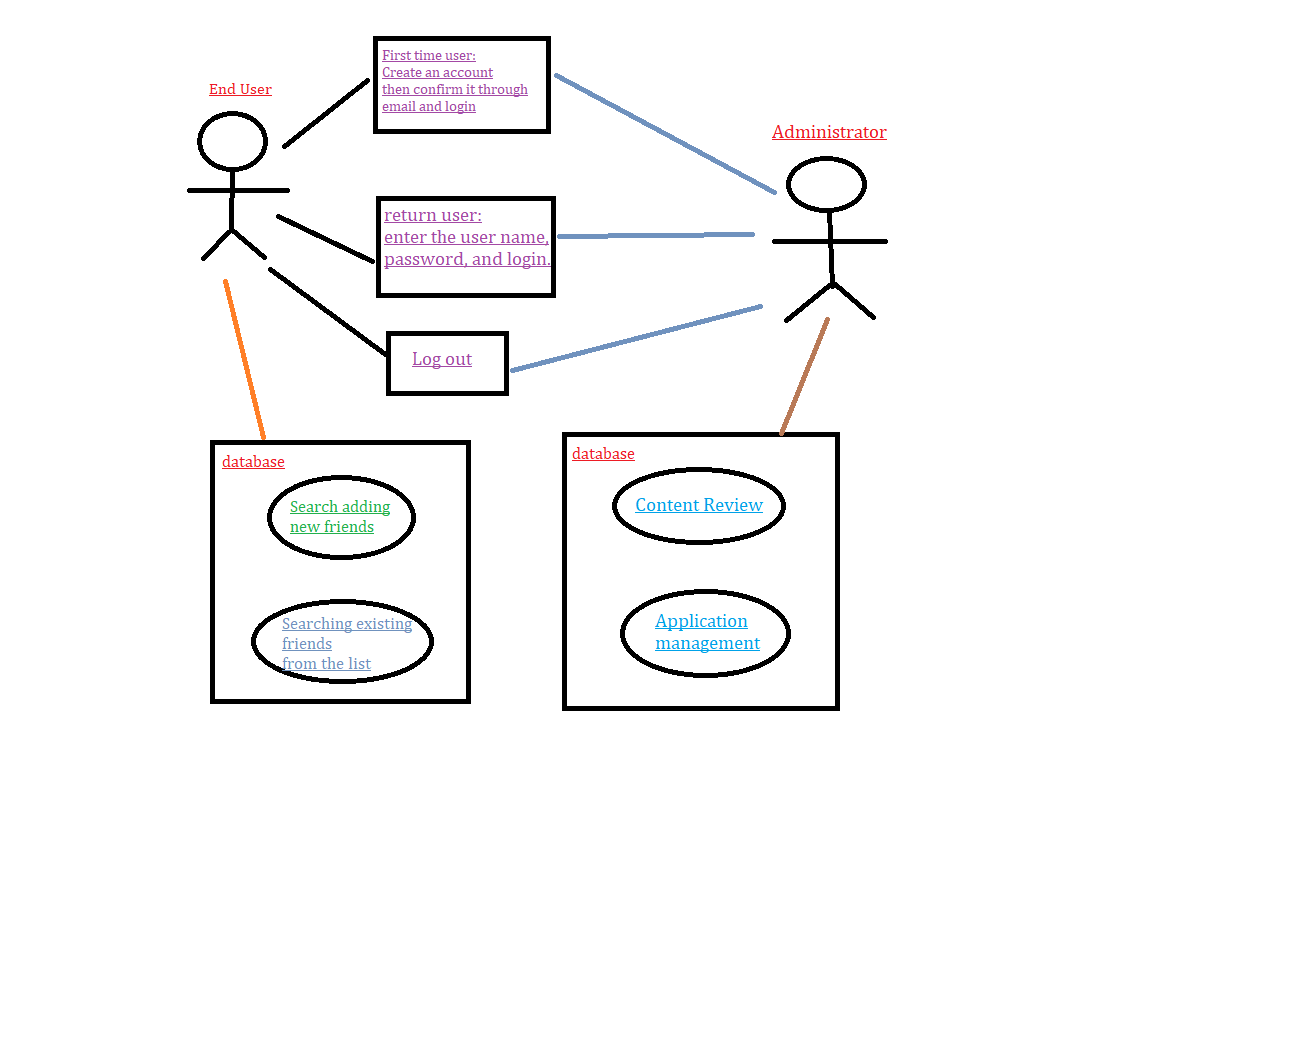 End User
First time user:
Create an account
then confirm it through
email and login
Administrator
return user:
enter the user name,
password, and login.
Log out
database
Search adding
new friends
Searching existing
friends
from the list
database
Content Review
Application
management